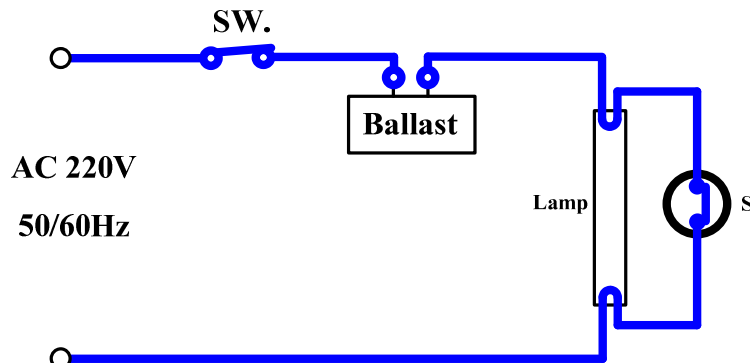 SW.
Ballast
AC 220V
50/60Hz
Lamp
S